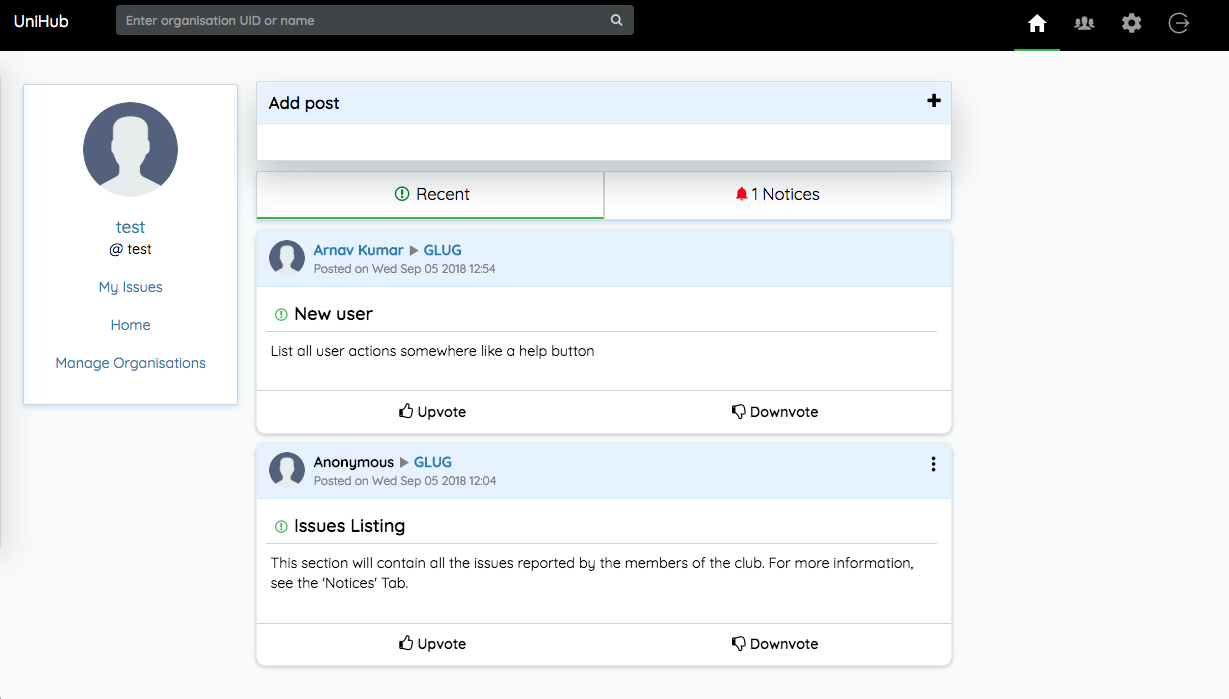 UniHub
Enter organisation UID or name
test
@ test
My Issues
Home
Manage Organisations
Add post
Recent
1 Notices
Arnav Kumar GLUG
Posted on Wed Sep 05 2018 12:54
New user
List all user actions somewhere like a help button
Upvote
Downvote
Anonymous GLUG
Posted on Wed Sep 05 2018 12:04
Issues Listing
This section will contain all the issues reported by the members of the club. For more information,
see the 'Notices' Tab.
Upvote
Downvote